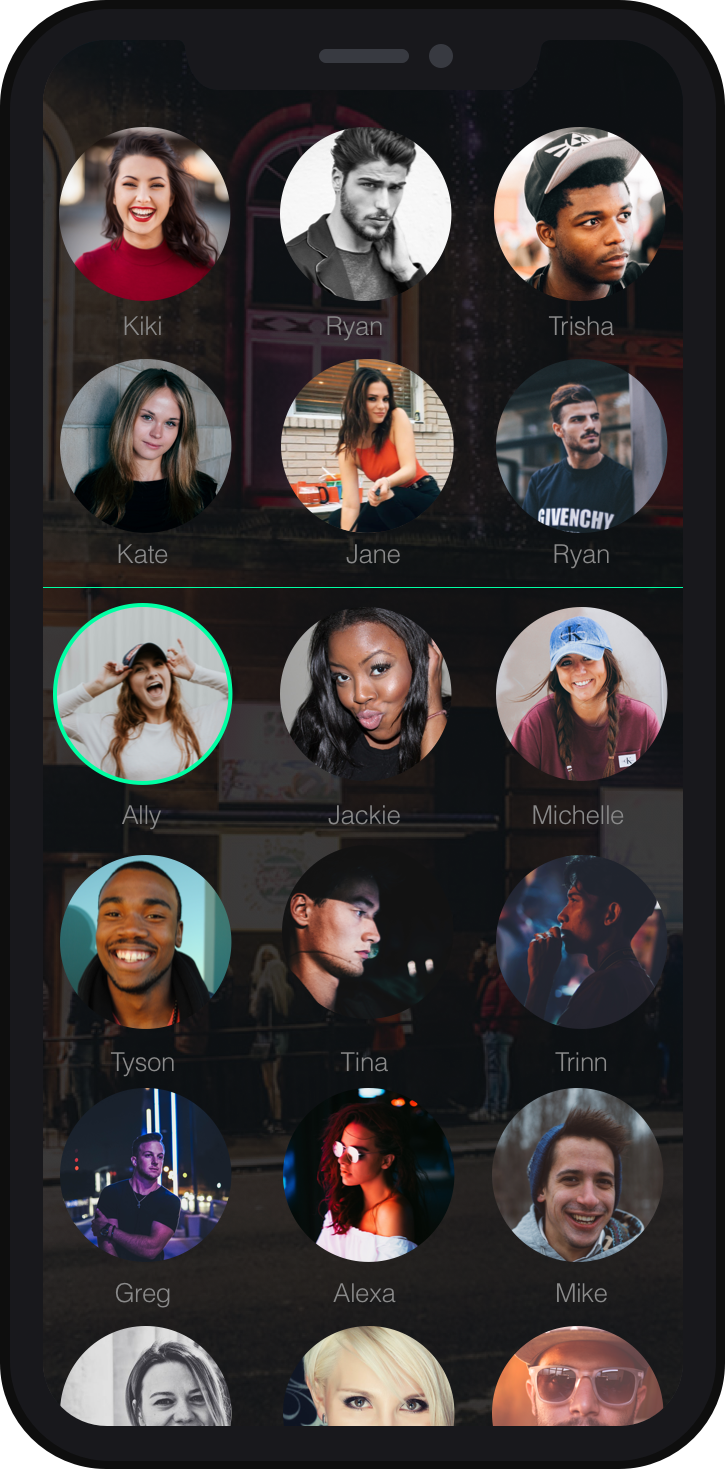 Kiki Ryan Trisha
GIVENCHY
Kate Jane Ryan
Ally Jackie Michelle
Tyson Tina Trinn
Greg Alexa Mike